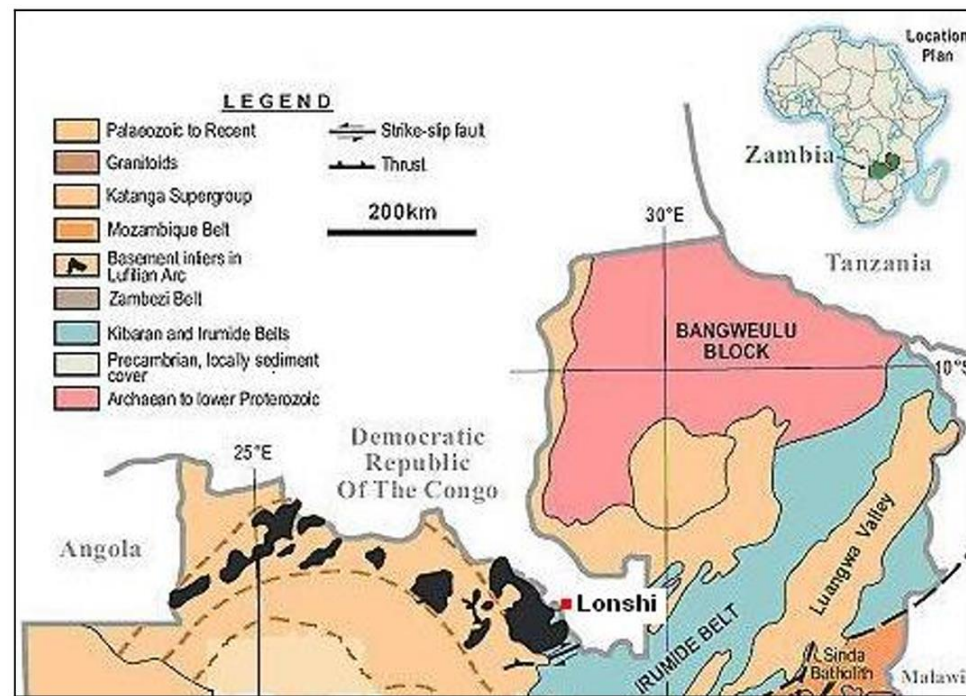 Location
Plan
LEGEND
Palaeozoic to Recent
Granitoids
Katanga Supergroup
Mozambique Belt
Basement inliers in
Lufilian Arc
Zambezi Belt
Kibaran and Irumide Belts
Precambrian, locally sediment
cover
Archaean to lower Proterozoic
Strike-slip fault
Thrust
200km
Zambia
30°E
Tanzania
BANGWEULU
BLOCK
10°S
Democratic
Republic
Of The Congo
25°E
Angola
Luangwa Valley
Lonshi
IRUMIDE BELT
Sinda
Batholith
Malawi